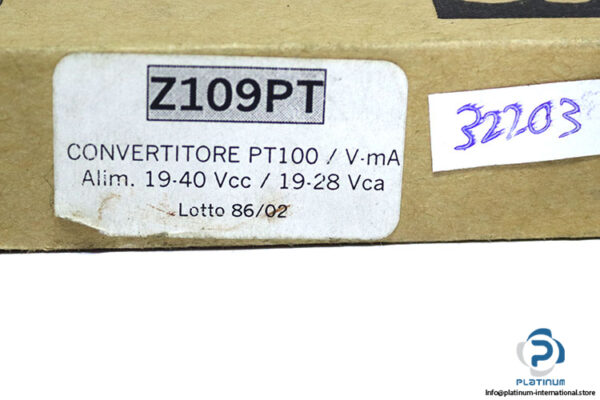 Z109PT
CONVERTITORE PT100 / V-mA
Alim. 19-40 Vcc / 19-28 Vca
Lotto 86/02
32203
PLATINUM
Info@platinum-international.store